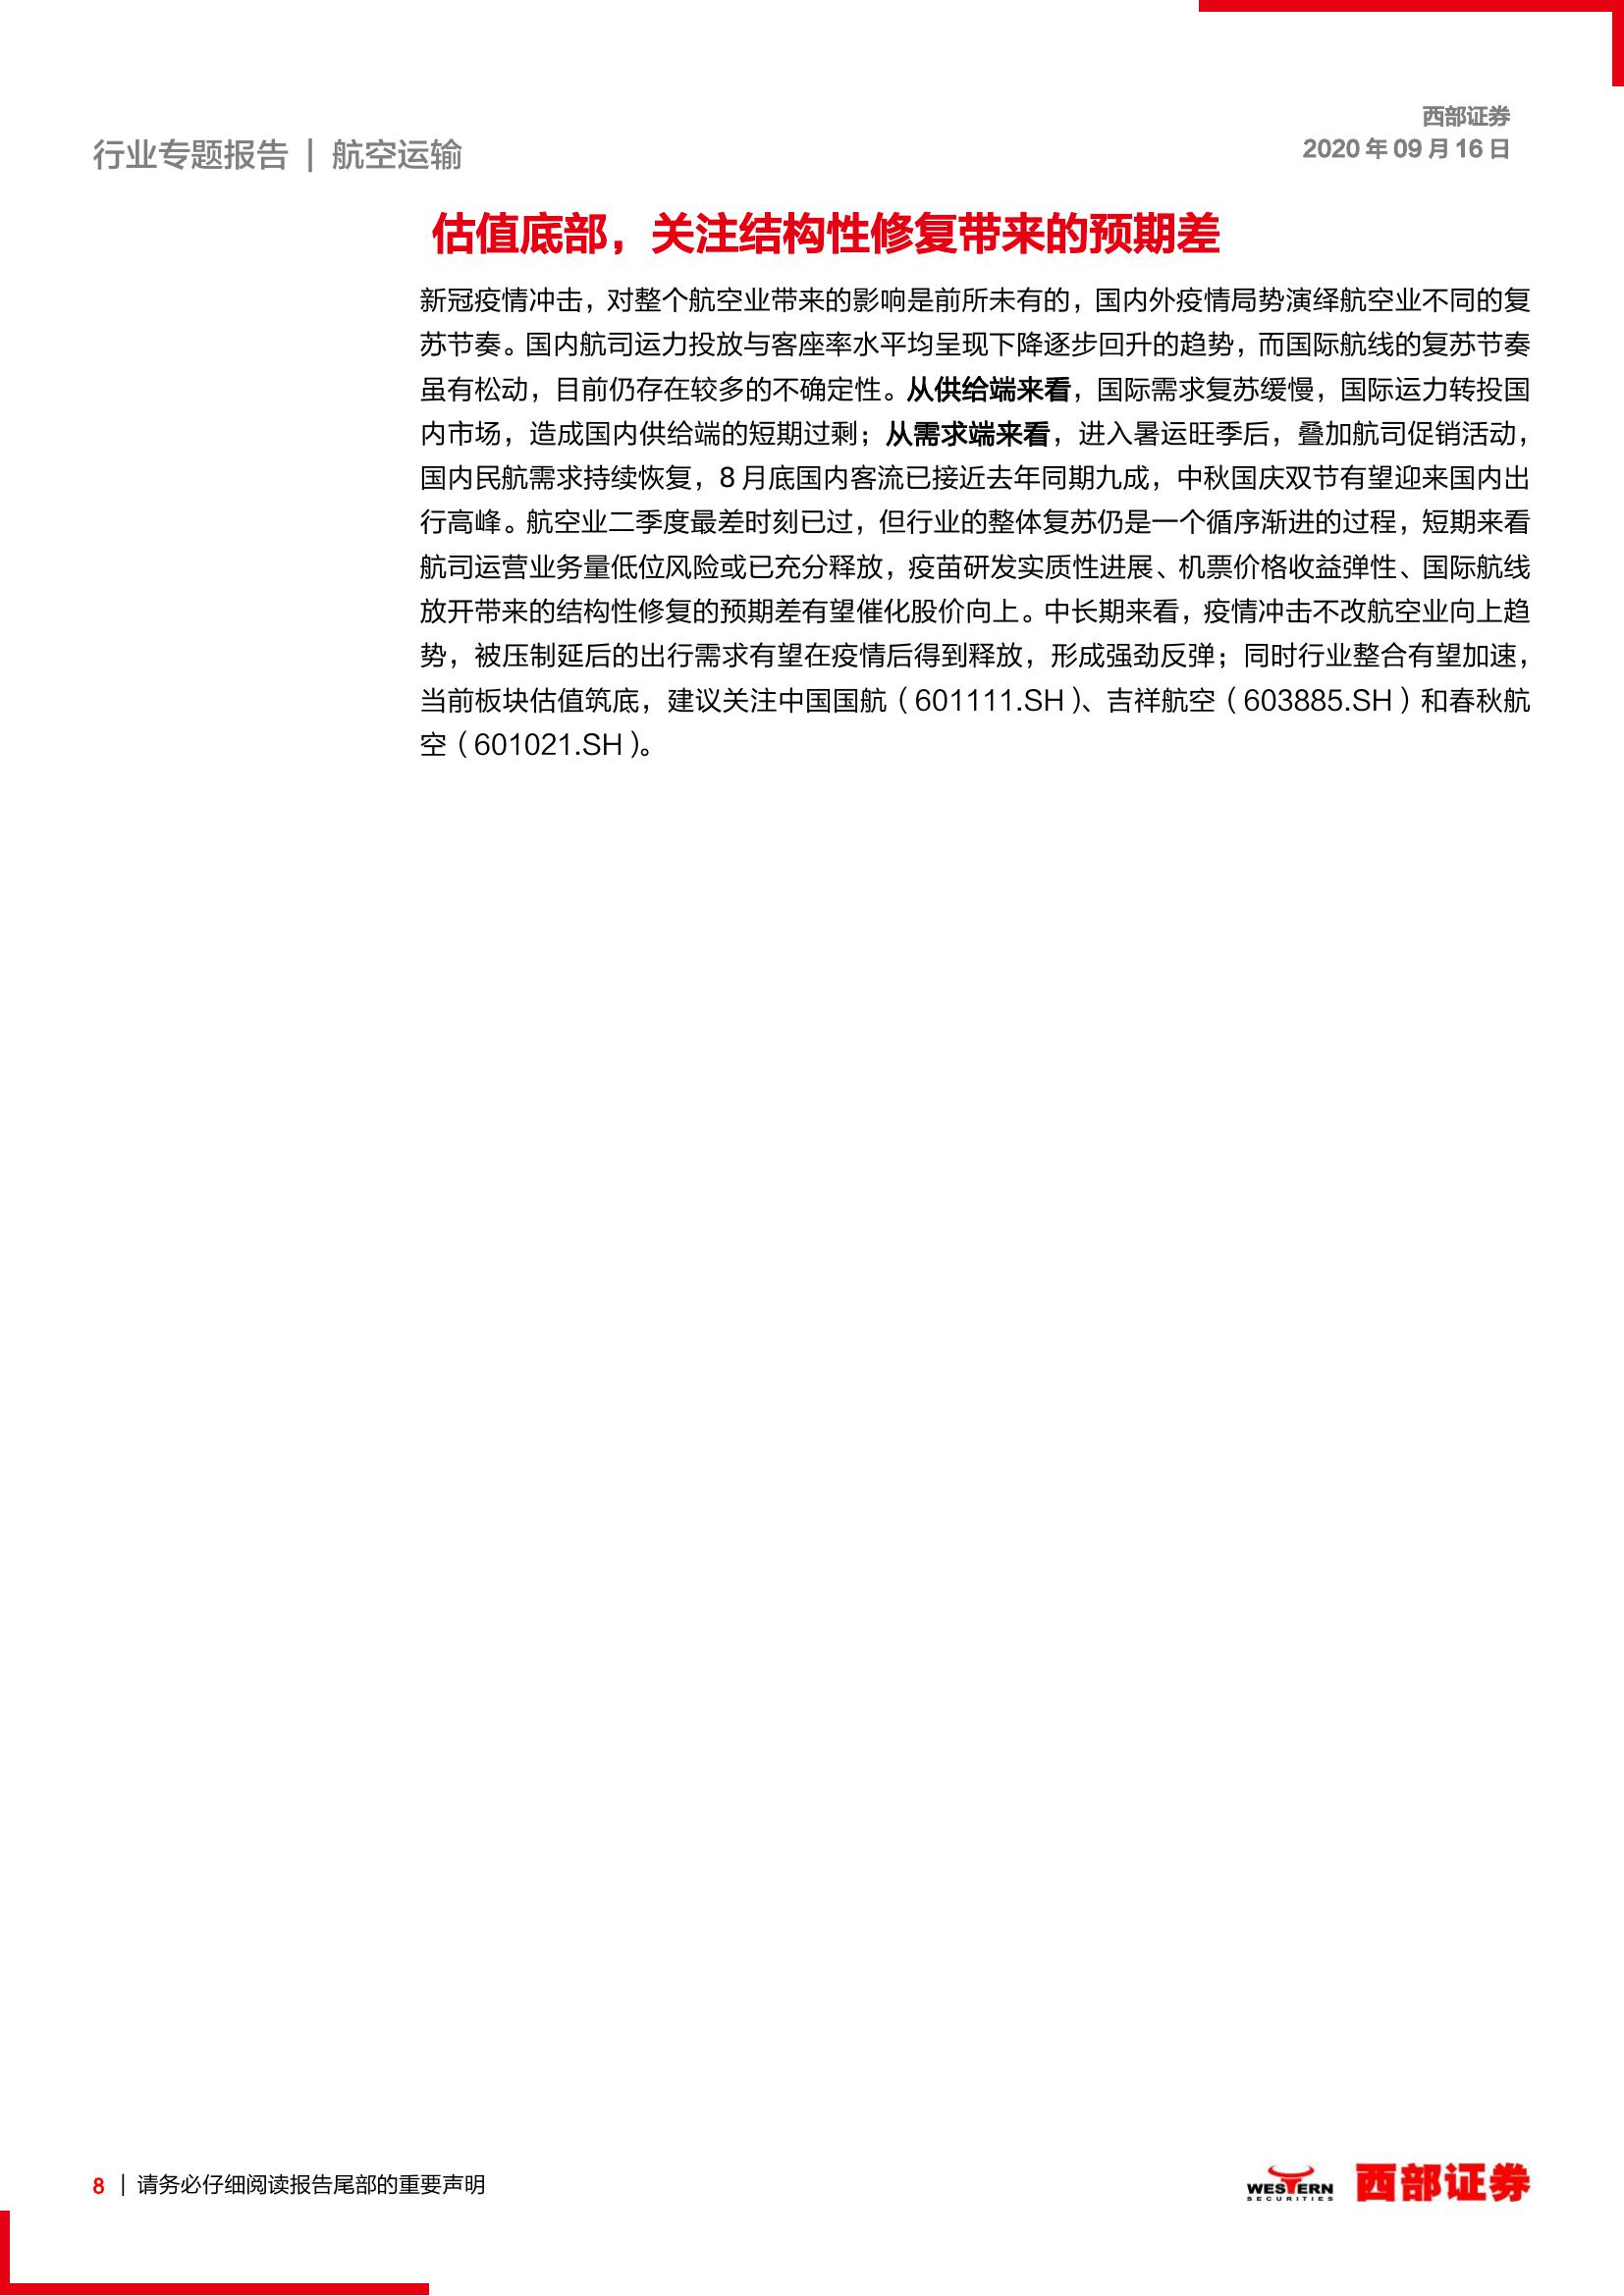 西部证券
2020 年 09 月 16 日
行业专题报告 | 航空运输
估值底部，关注结构性修复带来的预期差
新冠疫情冲击，对整个航空业带来的影响是前所未有的，国内外疫情局势演绎航空业不同的复
苏节奏。国内航司运力投放与客座率水平均呈现下降逐步回升的趋势，而国际航线的复苏节奏
虽有松动，目前仍存在较多的不确定性。从供给端来看，国际需求复苏缓慢，国际运力转投国
内市场，造成国内供给端的短期过剩；从需求端来看，进入暑运旺季后，叠加航司促销活动，
国内民航需求持续恢复，8 月底国内客流已接近去年同期九成，中秋国庆双节有望迎来国内出
行高峰。航空业二季度最差时刻已过，但行业的整体复苏仍是一个循序渐进的过程，短期来看
航司运营业务量低位风险或已充分释放，疫苗研发实质性进展、机票价格收益弹性、国际航线
放开带来的结构性修复的预期差有望催化股价向上。中长期来看，疫情冲击不改航空业向上趋
势，被压制延后的出行需求有望在疫情后得到释放，形成强劲反弹；同时行业整合有望加速，
当前板块估值筑底，建议关注中国国航（601111.SH）、吉祥航空（603885.SH）和春秋航
空（601021.SH）。
8 | 请务必仔细阅读报告尾部的重要声明
WESTERN
SECURITIES
西部证券